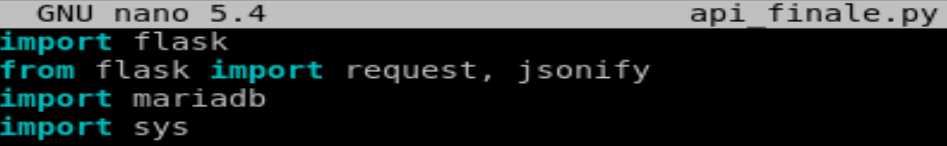 GNU nano 5.4 api_finale.py
import flask
from flask import request, jsonify
import mariadb
import sys